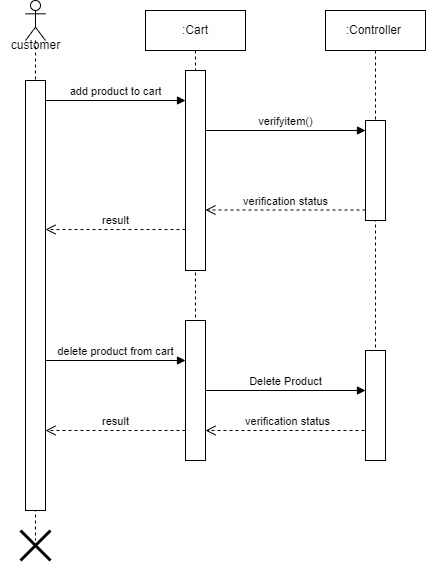 :Cart
:Controller
customer
add product to cart
verifyitem()
verification status
result
delete product from cart
Delete Product
result
verification status